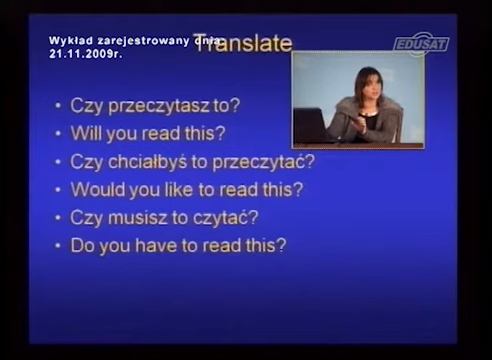 Wykład zarejestrowany dnia:
21.11.2009r.
Translate
EDUSAT
• Czy przeczytasz to?
• Will you read this?
• Czy chciałbyś to przeczytać?
• Would you like to read this?
• Czy musisz to czytać?
• Do you have to read this?